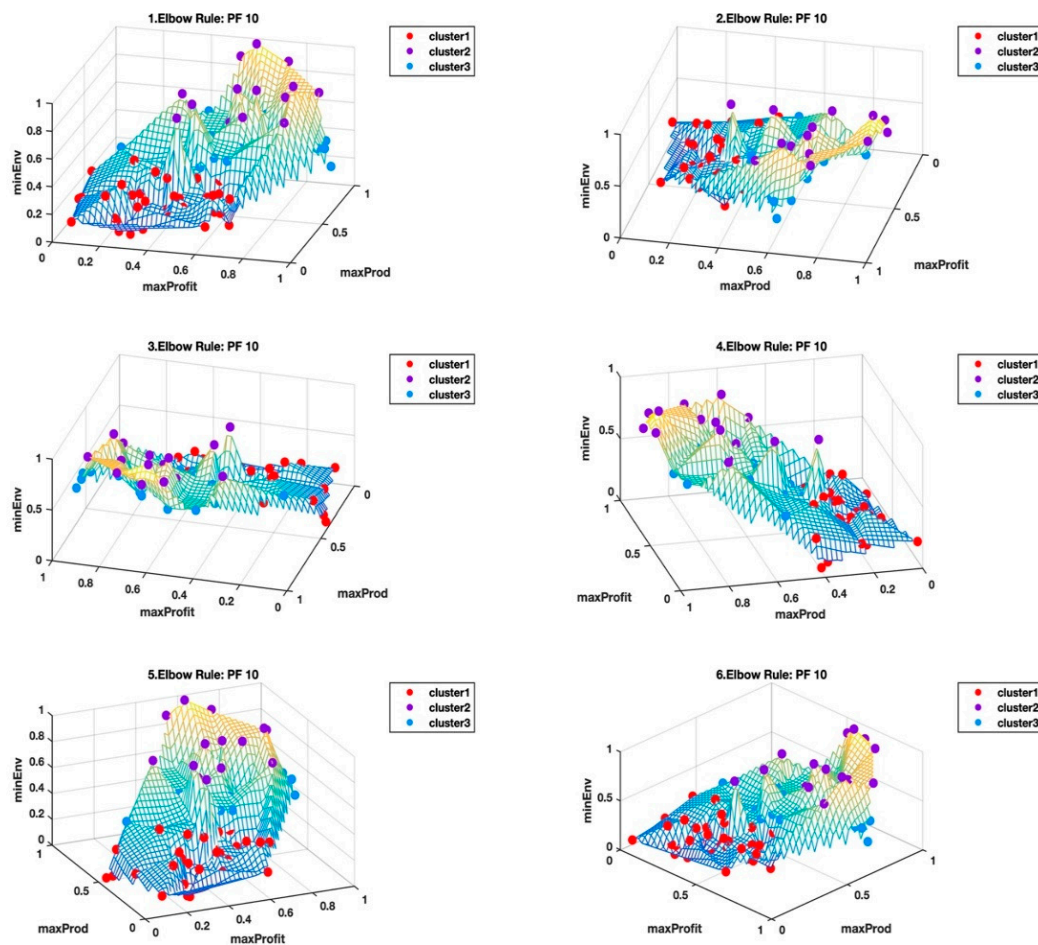 1.Elbow Rule: PF 10
cluster1
cluster2
cluster3
minEnv
1
0.8
0.6
0.4
0.2
0
0
0.2
0.4
0.6
0.8
1
maxProfit
0
0.5
1
maxProd
2.Elbow Rule: PF 10
cluster1
cluster2
cluster3
minEnv
1
0.5
0
0
0.2
0.4
0.6
0.8
1
maxProd
0
0.5
1
maxProfit
3.Elbow Rule: PF 10
cluster1
cluster2
cluster3
minEnv
1
0.5
0
1
0.8
0.6
0.4
0.2
0
maxProfit
0
0.5
1
maxProd
4.Elbow Rule: PF 10
cluster1
cluster2
cluster3
minEnv
1
0.5
0
1
0.5
0
maxProfit
1
0.8
0.6
0.4
0.2
0
maxProd
5.Elbow Rule: PF 10
cluster1
cluster2
cluster3
minEnv
1
0.8
0.6
0.4
0.2
0
1
0.5
0
maxProd
0
0.2
0.4
0.6
0.8
1
maxProfit
6.Elbow Rule: PF 10
cluster1
cluster2
cluster3
minEnv
1
0.5
0
0
0.5
1
maxProfit
0
0.5
1
maxProd